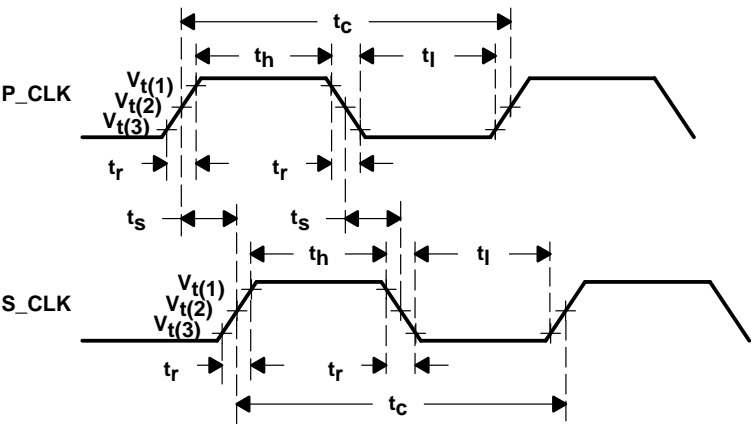 tc
th
tl
Vt(1)
P_CLK
Vt(2)
Vt(3)
tr
tr
ts
ts
th
tl
Vt(1)
S_CLK
Vt(2)
Vt(3)
tr
tr
tc